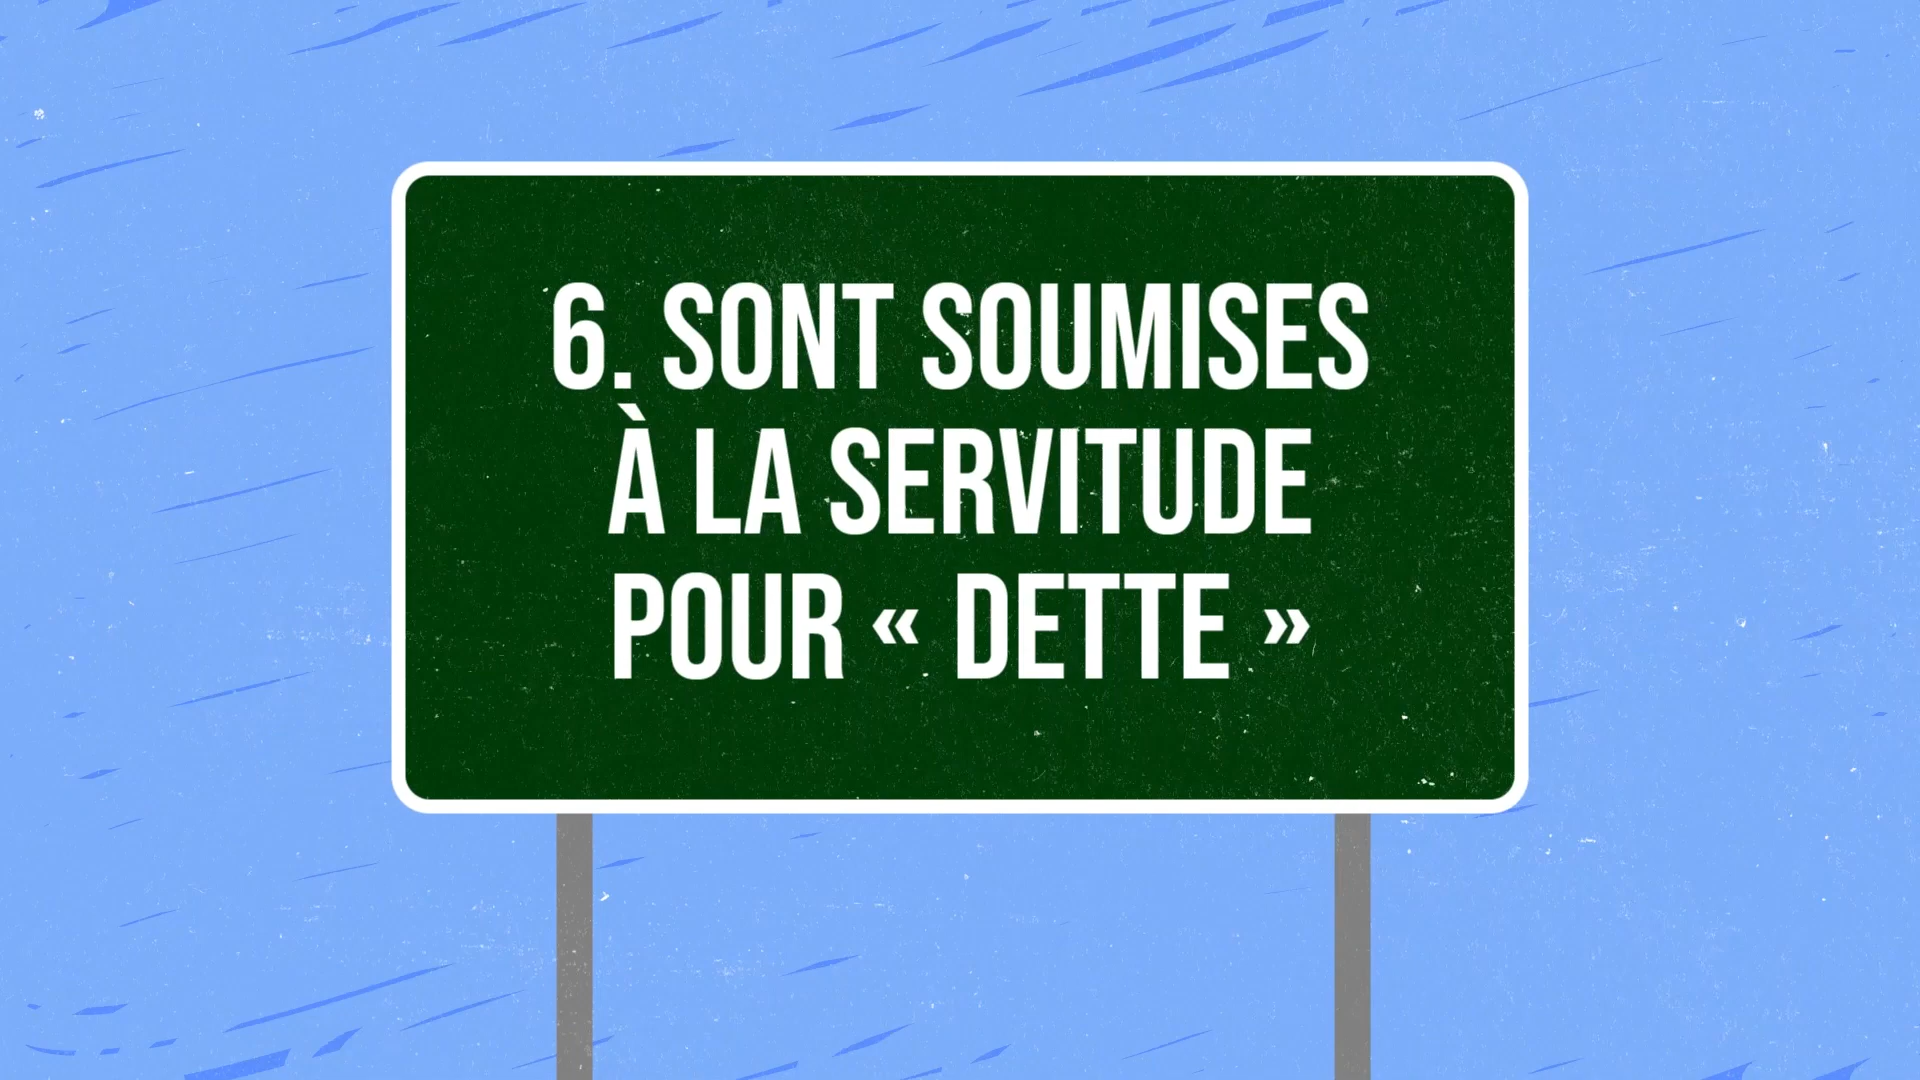 6. SONT SOUMISES
À LA SERVITUDE
POUR « DETTE »